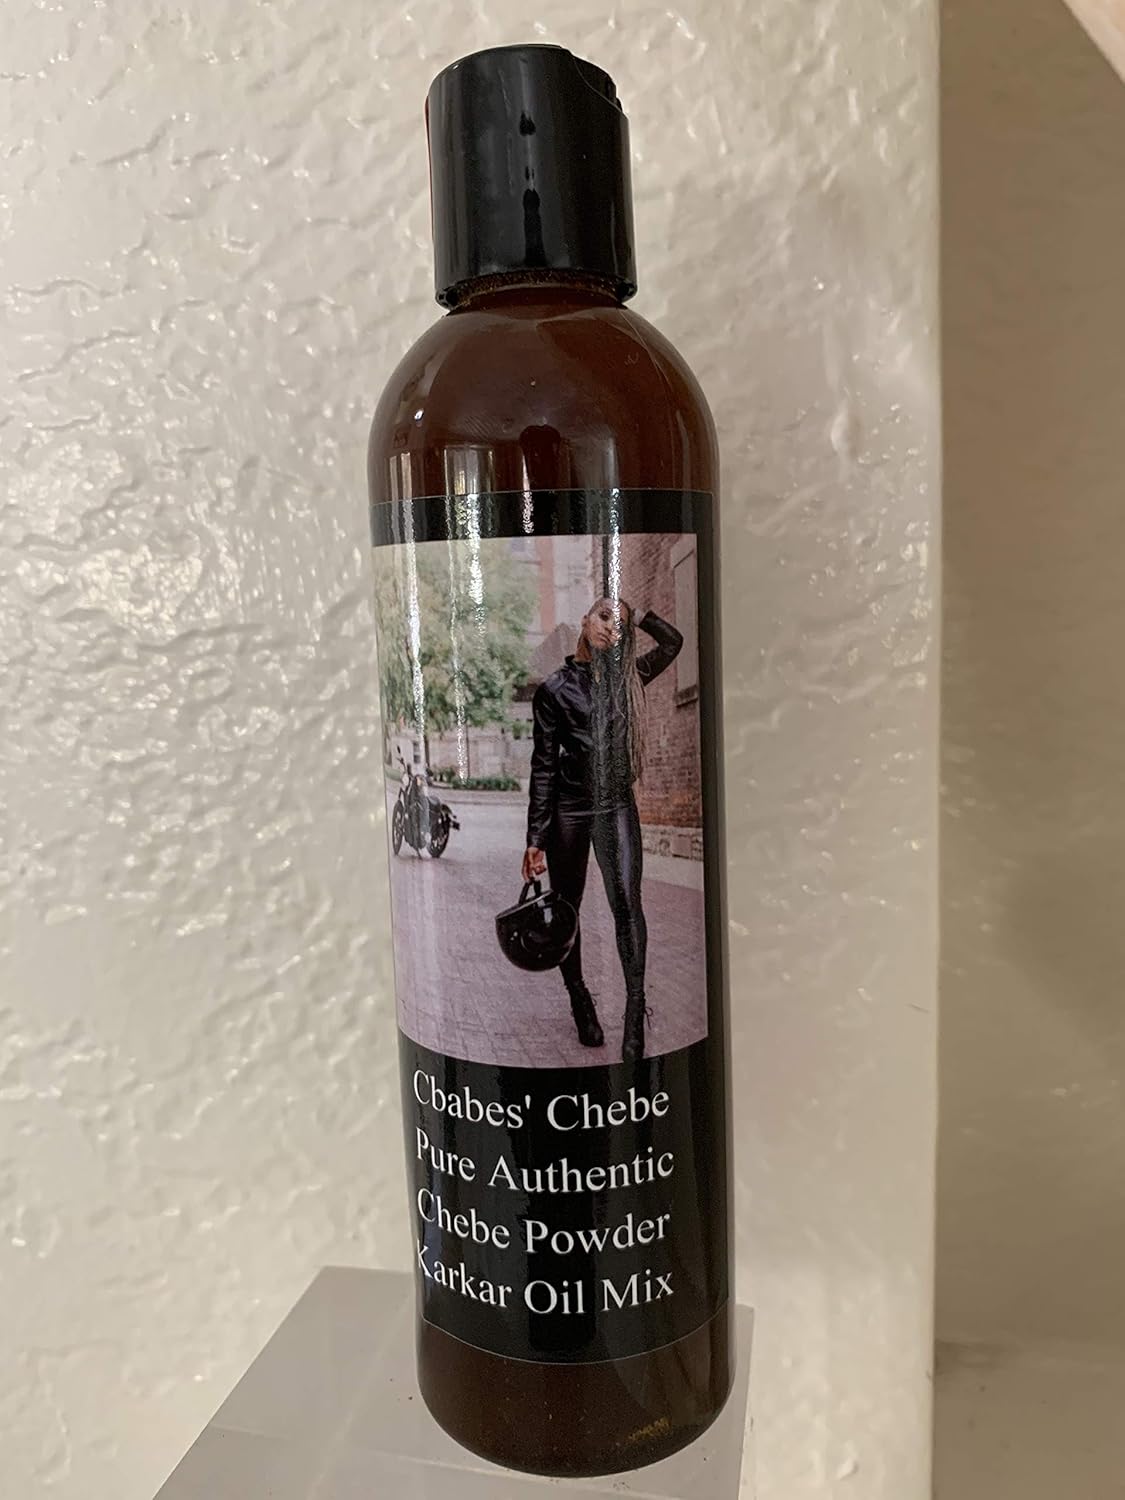 Cbabes' Chebe
Pure Authentic
Chebe Powder
Karkar Oil Mix